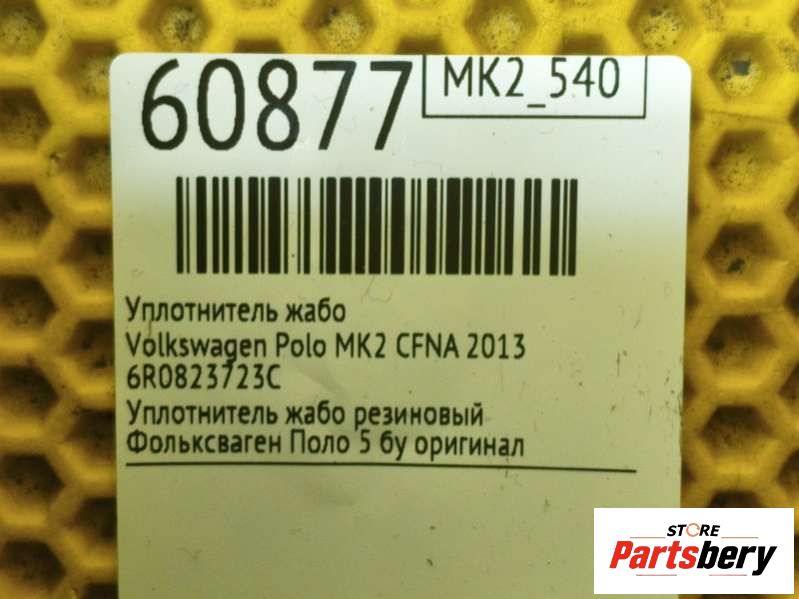 60877
MK2_540
Уплотнитель жабо
Volkswagen Polo MK2 CFNA 2013
6R0823723C
Уплотнитель жабо резиновый
Фольксваген Поло 5 бу оригинал
STORE
Partsbery